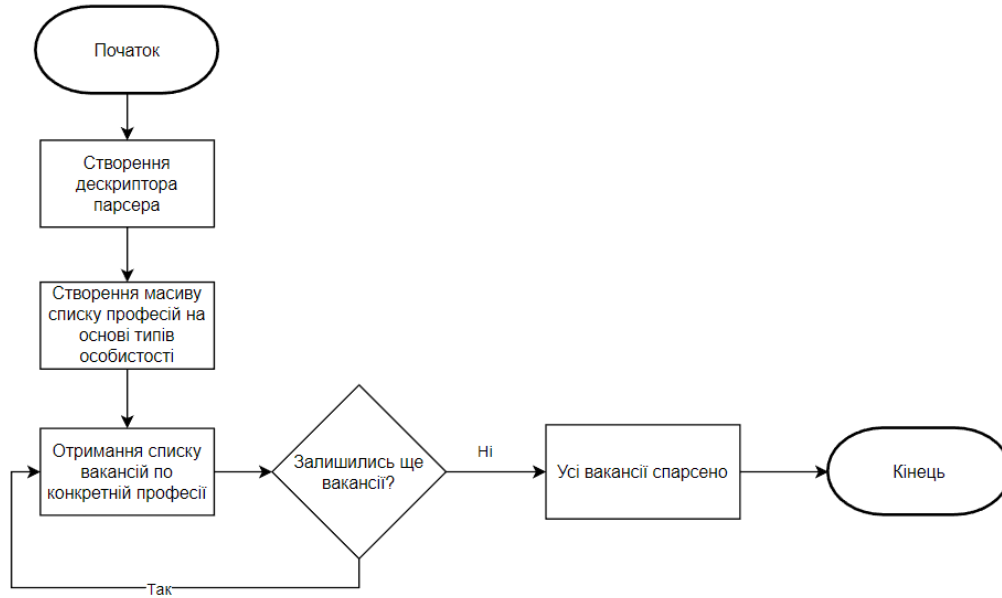 Початок
Створення
дескриптора
парсера
Створення масиву
списку професій на
основі типів
особистості
Отримання списку
вакансій по
конкретній професії
Залишились ще
вакансії?
Ні
Усі вакансії спарсено
Кінець
Так